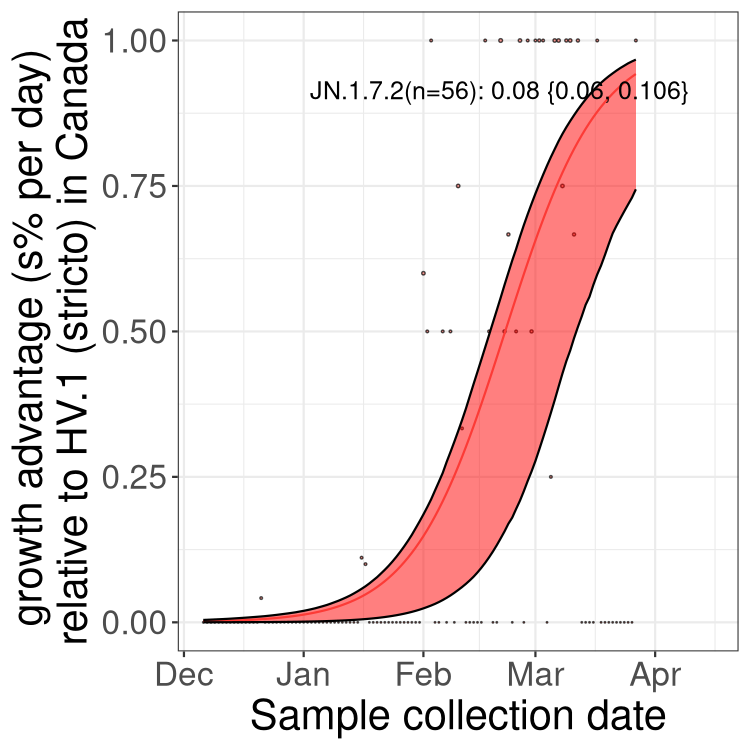 growth advantage (s% per day)
relative to HV.1 (stricto) in Canada
1.00
0.75
0.50
0.25
0.00
JN.1.7.2(n=56): 0.08 {0.06, 0.106}
Dec Jan Feb Mar Apr
Sample collection date